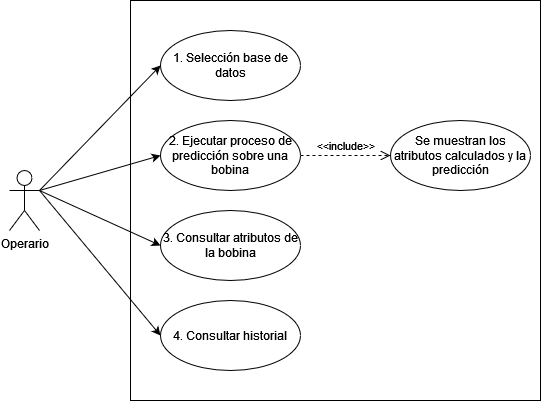 1. Selección base de
datos
2. Ejecutar proceso de
predicción sobre una
bobina
<<include>>
Se muestran los
atributos calculados y la
predicción
Operario
3. Consultar atributos de
la bobina
4. Consultar historial